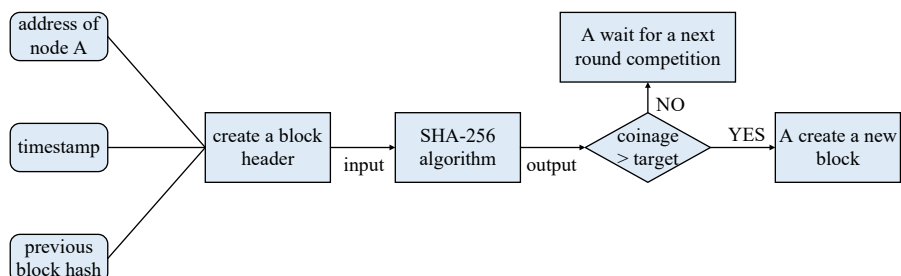 address of
node A
timestamp
previous
block hash
create a block
header
input
SHA-256
algorithm
output
coinage
> target
NO
A wait for a next
round competition
YES
A create a new
block